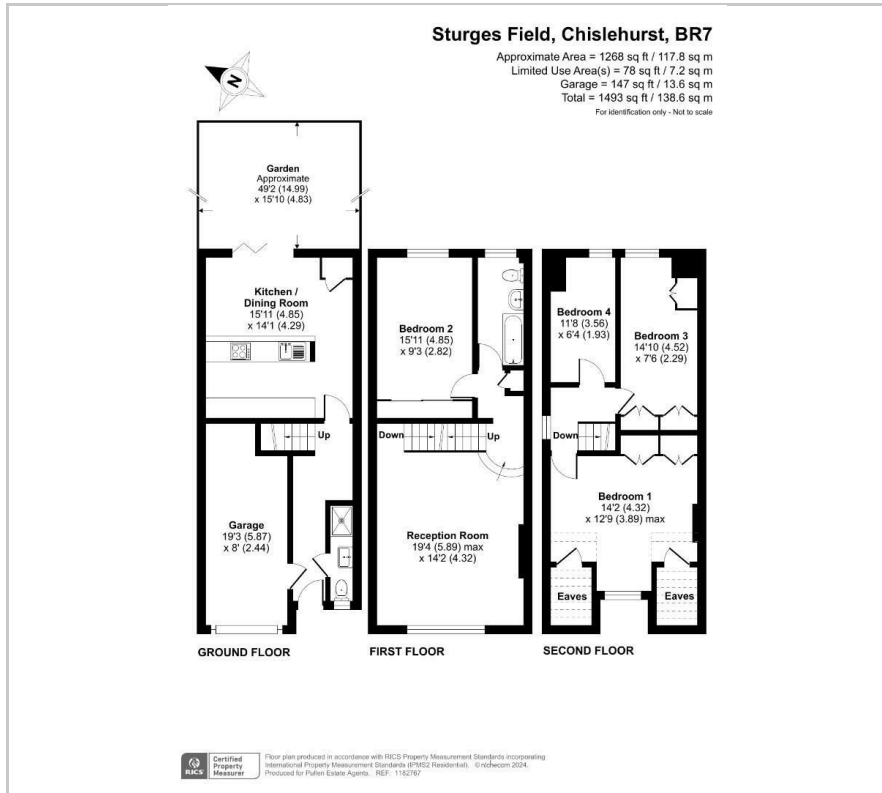 Sturges Field, Chislehurst, BR7
Approximate Area = 1268 sq ft / 117.8 sq m
Limited Use Area(s) = 78 sq ft / 7.2 sq m
Garage = 147 sq ft / 13.6 sq m
Total = 1493 sq ft / 138.6 sq m
For identification only - Not to scale
N
Garden
Approximate
49'2 (14.99)
x 15'10 (4.83)
Kitchen /
Dining Room
15'11 (4.85)
x 14'1 (4.29)
Up
Garage
19'3 (5.87)
x 8' (2.44)
GROUND FLOOR
Bedroom 2
15'11 (4.85)
x 9'3 (2.82)
Down
Up
Reception Room
19'4 (5.89) max
x 14'2 (4.32)
FIRST FLOOR
Bedroom 4
11'8 (3.56)
x 6'4 (1.93)
Bedroom 3
14'10 (4.52)
x 7'6 (2.29)
Down
Bedroom 1
14'2 (4.32)
x 12'9 (3.89) max
Eaves
Eaves
SECOND FLOOR
RICS
Certified
Property
Measurer
Floor plan produced in accordance with RICS Property Measurement Standards incorporating
International Property Measurement Standards (IPMS2 Residential). © nichecom 2024.
Produced for Pullen Estate Agents. REF: 1182767